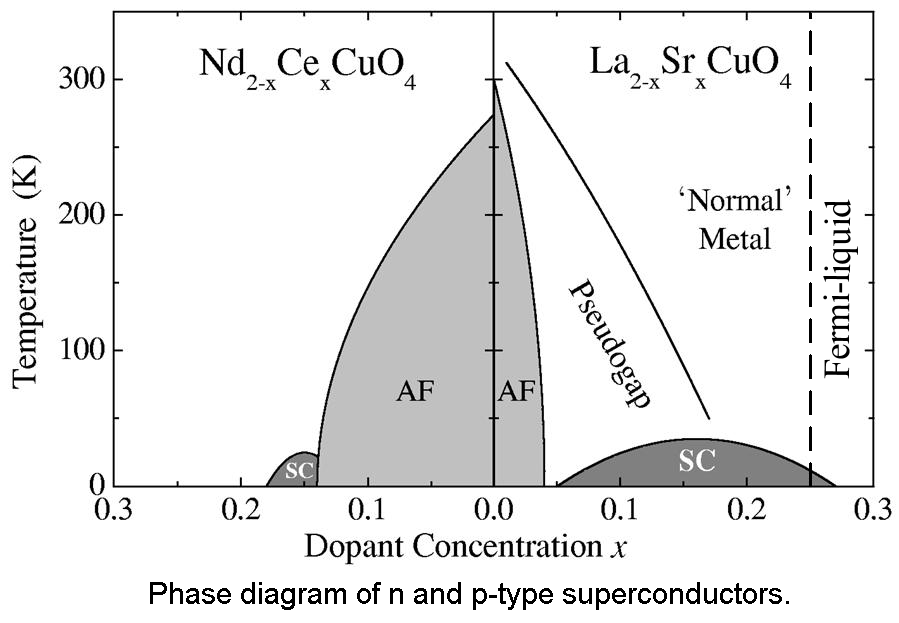 Nd2-xCexCuO4
La2-xSrxCuO4
300
200
100
0
Temperature (K)
'Normal'
Metal
Fermi-liquid
Pseudogap
AF
AF
SC
SC
0.3
0.2
0.1
0.0
0.1
0.2
0.3
Dopant Concentration x
Phase diagram of n and p-type superconductors.